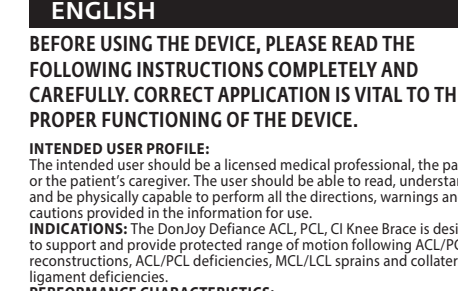 ENGLISH
BEFORE USING THE DEVICE, PLEASE READ THE
FOLLOWING INSTRUCTIONS COMPLETELY AND
CAREFULLY. CORRECT APPLICATION IS VITAL TO TH
PROPER FUNCTIONING OF THE DEVICE.
INTENDED USER PROFILE:
The intended user should be a licensed medical professional, the pa
or the patient's caregiver. The user should be able to read, understa
and be physically capable to perform all the directions, warnings an
cautions provided in the information for use.
INDICATIONS: The DonJoy Defiance ACL, PCL, CI Knee Brace is desi
to support and provide protected range of motion following ACL/PC
reconstructions, ACL/PCL deficiencies, MCL/LCL sprains and collater
ligament deficiencies.
PERFORMANCE CHARACTERISTICS: